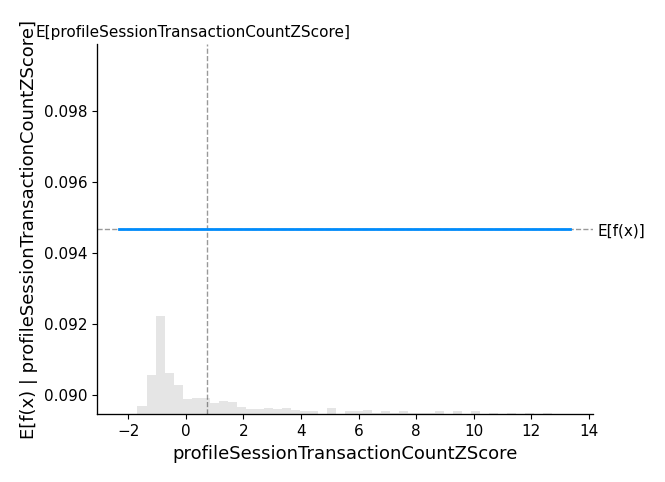 E[profileSessionTransactionCountZScore]
E[f(x) | profileSessionTransactionCountZScore]
0.098
0.096
0.094
0.092
0.090
E[f(x)]
−2 0 2 4 6 8 10 12 14
profileSessionTransactionCountZScore